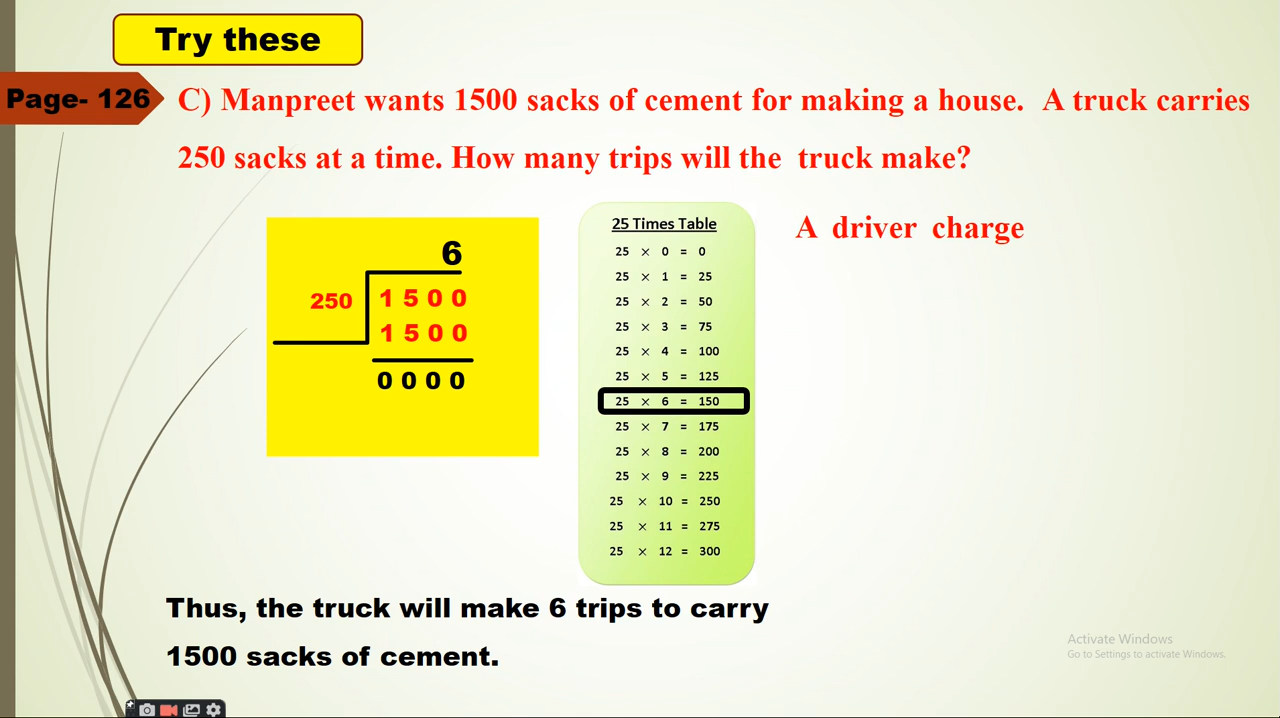 Try these
Page- 126
C) Manpreet wants 1500 sacks of cement for making a house. A truck carries
250 sacks at a time. How many trips will the truck make?
6
250 1 5 0 0
1 5 0 0
0 0 0 0
25 Times Table
25 × 0 = 0
25 × 1 = 25
25 × 2 = 50
25 × 3 = 75
25 × 4 = 100
25 × 5 = 125
25 × 6 = 150
25 × 7 = 175
25 × 8 = 200
25 × 9 = 225
25 × 10 = 250
25 × 11 = 275
25 × 12 = 300
A driver charge
Thus, the truck will make 6 trips to carry
1500 sacks of cement.
Activate Windows
Go to Settings to activate Windows.